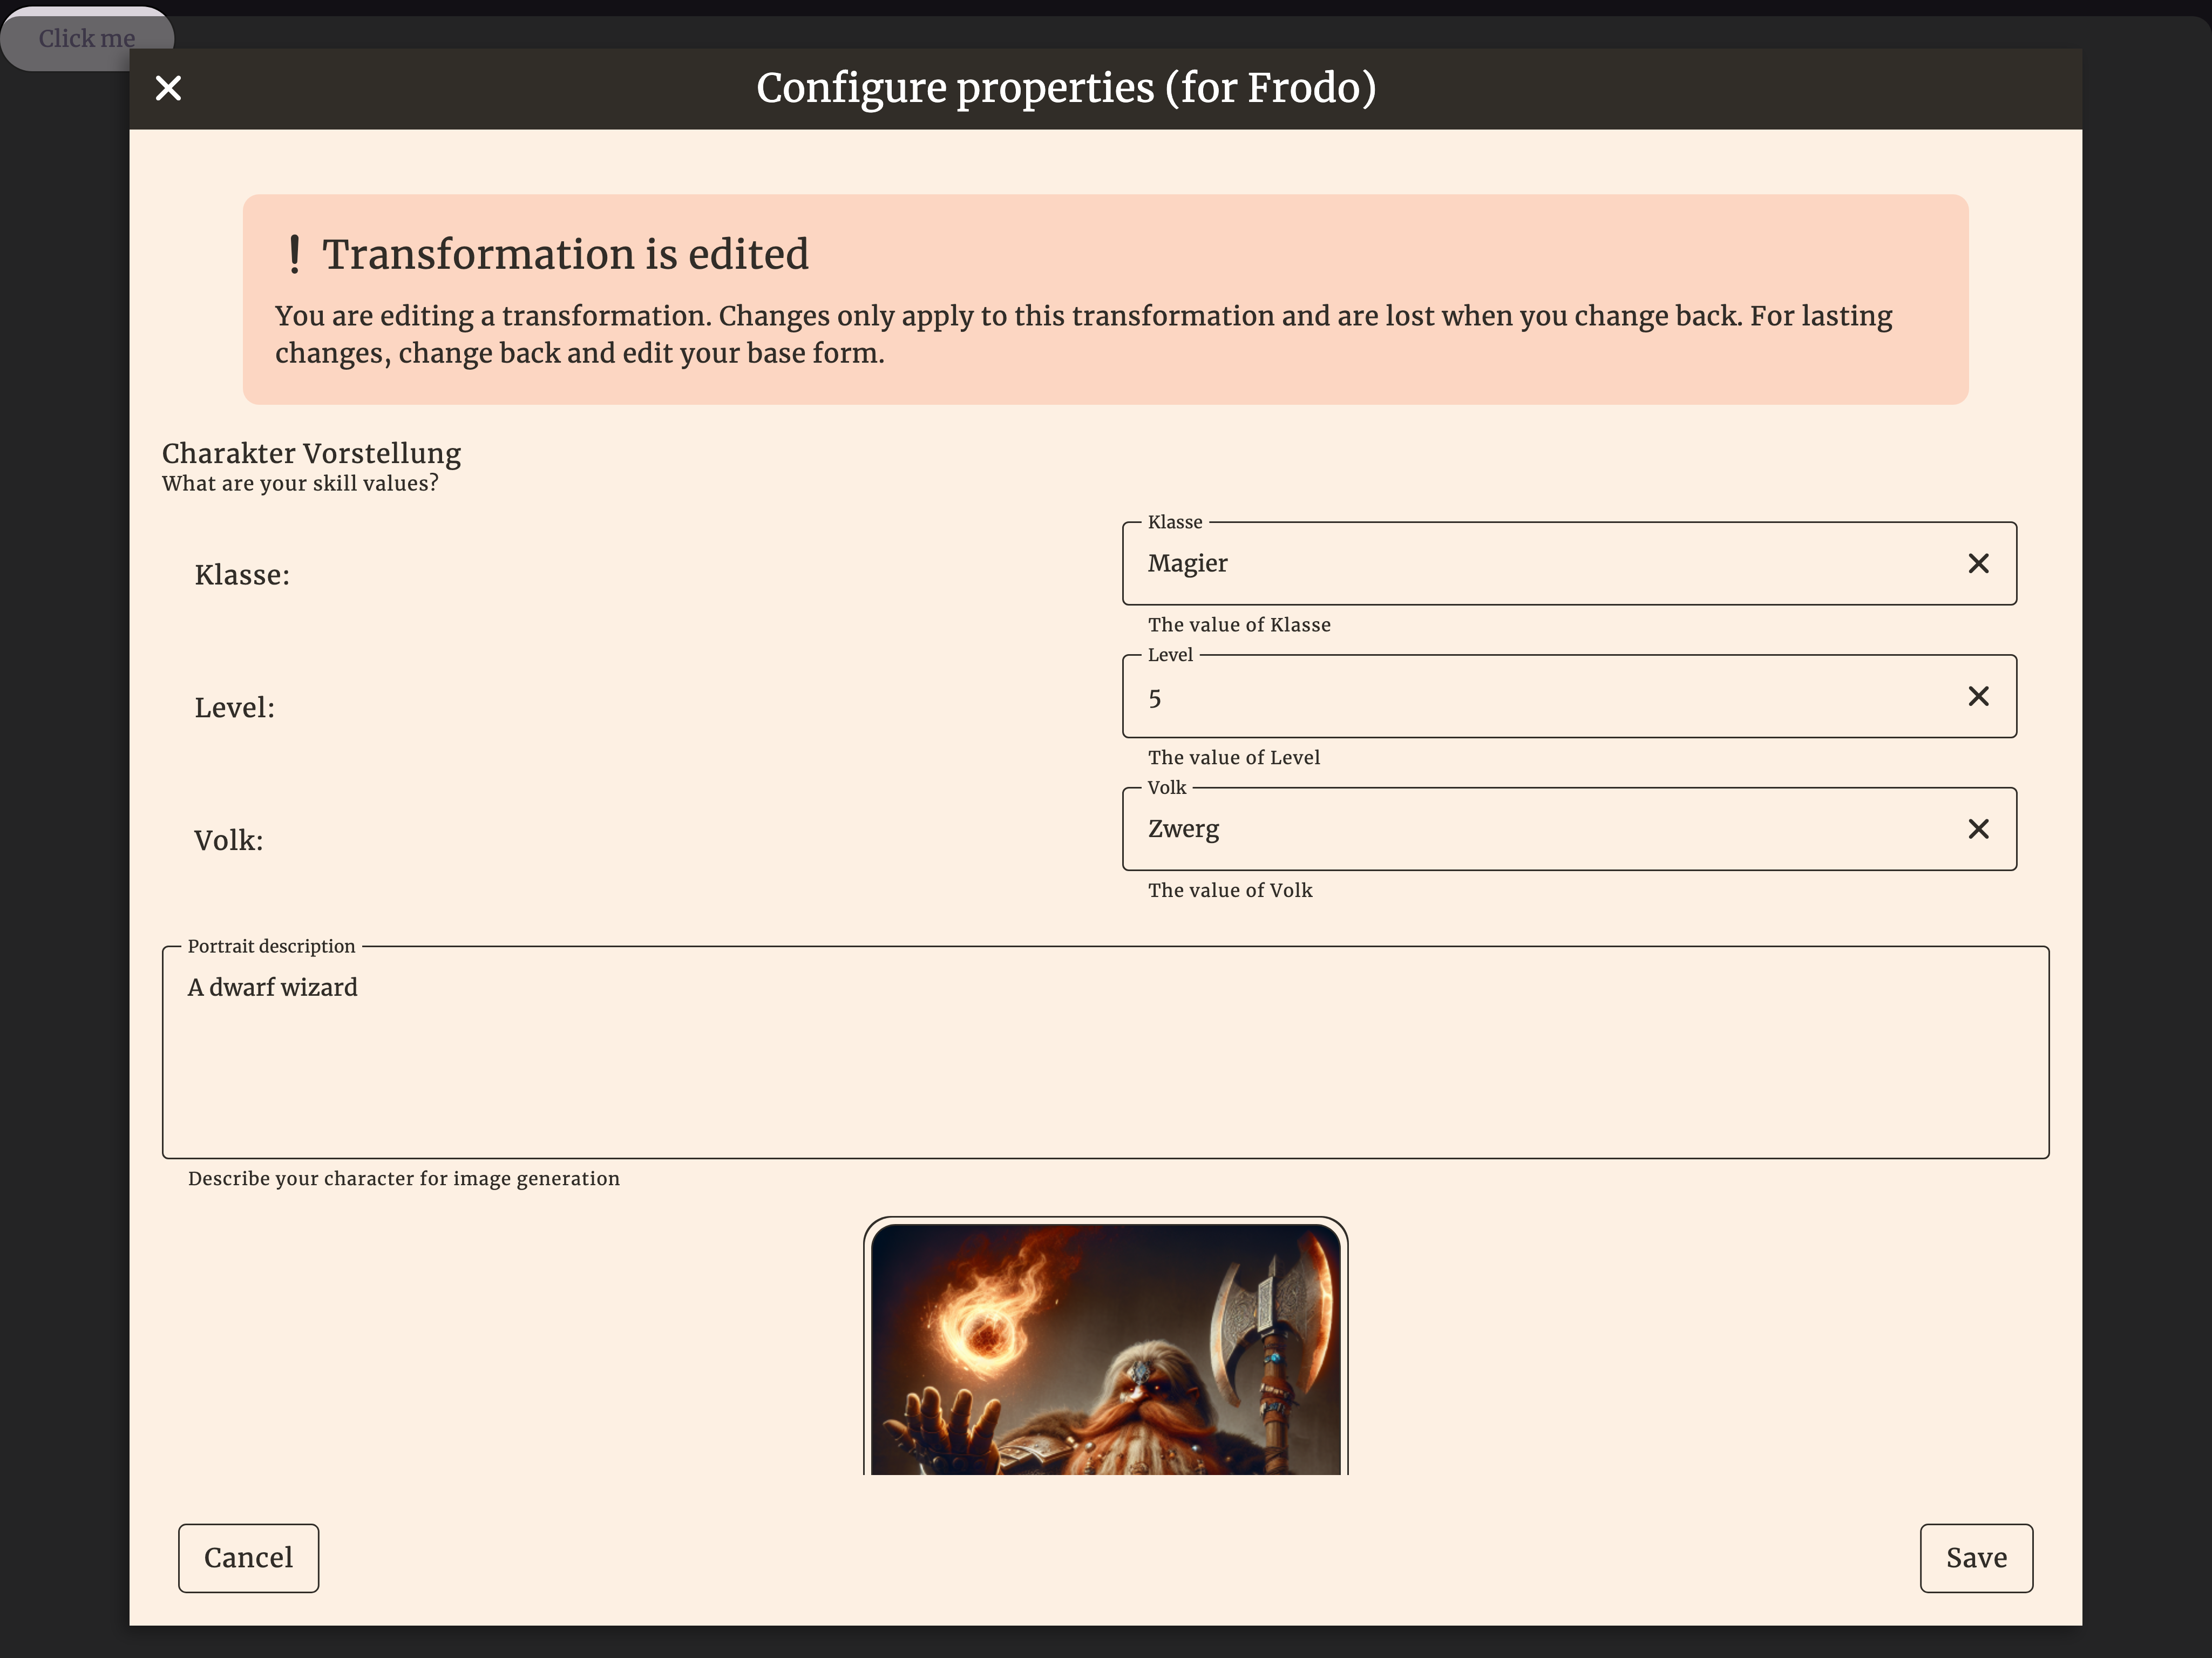 Click me
Configure properties (for Frodo)
! Transformation is edited
You are editing a transformation. Changes only apply to this transformation and are lost when you change back. For lasting
changes, change back and edit your base form.
Charakter Vorstellung
What are your skill values?
Klasse:
Klasse
Magier
The value of Klasse
Level:
Level
5
The value of Level
Volk:
Volk
Zwerg
The value of Volk
Portrait description
A dwarf wizard
Describe your character for image generation
Cancel
Save